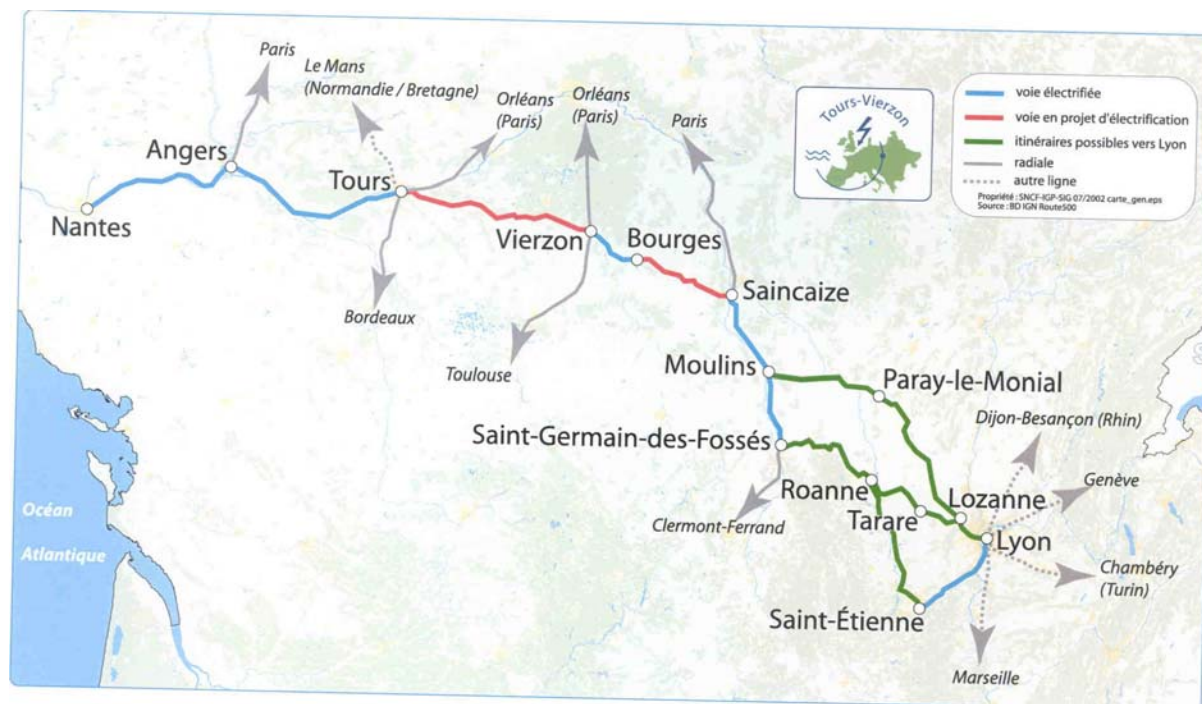 Paris
Le Mans
(Normandie / Bretagne)
Orléans
(Paris)
Orléans
(Paris)
Paris
Tours-Vierzon
voie électrifiée
voie en projet d'électrification
itinéraires possibles vers Lyon
radiale
autre ligne
Propriété : SNCF-IGP-SIG 07/2002 carte_gen.eps
Source : BD IGN Route500
Angers
Tours
Nantes
Vierzon
Bourges
Saincaize
Bordeaux
Toulouse
Moulins
Paray-le-Monial
Dijon-Besançon (Rhin)
Saint-Germain-des-Fossés
Genève
Roanne
Lozanne
Clermont-Ferrand
Tarare
Lyon
Océan
Atlantique
Chambéry
(Turin)
Saint-Étienne
Marseille